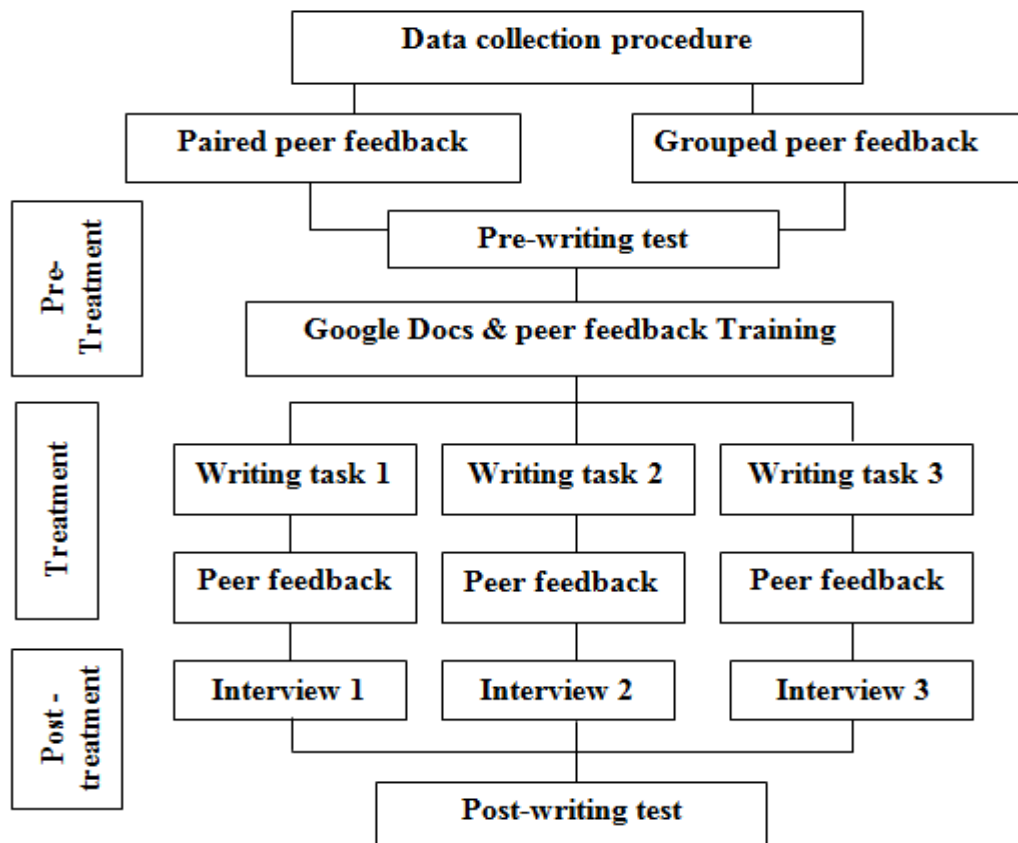 Data collection procedure
Paired peer feedback
Grouped peer feedback
Pre-
Treatment
Pre-writing test
Google Docs & peer feedback Training
Treatment
Writing task 1
Writing task 2
Writing task 3
Peer feedback
Peer feedback
Peer feedback
Post -
treatment
Interview 1
Interview 2
Interview 3
Post-writing test